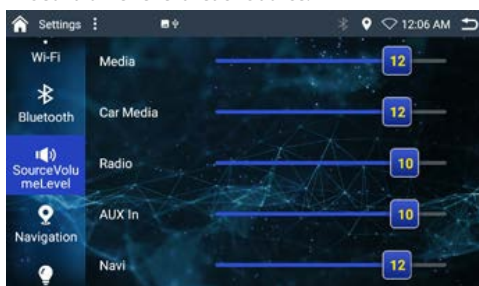 Settings
12:06 AM
Wi-Fi
Bluetooth
SourceVolu
meLevel
Navigation
Media 12
Car Media 12
Radio 10
AUX In 10
Navi 12